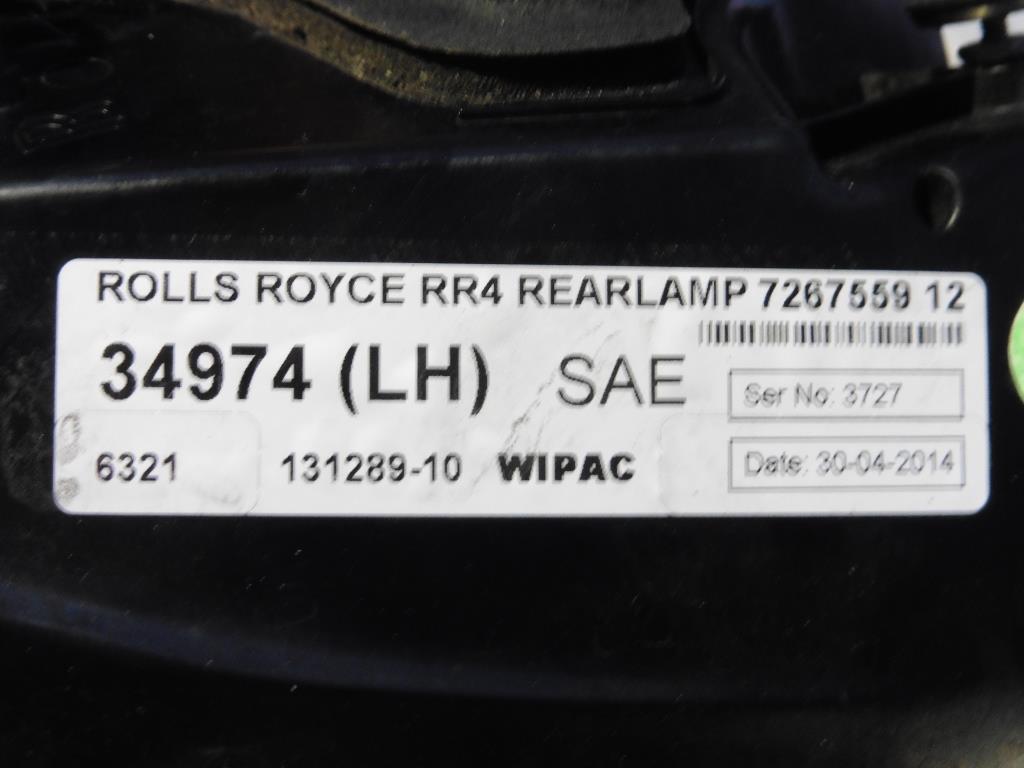 ROLLS ROYCE RR4 REARLAMP 7267559 12
34974 (LH) SAE
Ser No: 3727
6321 131289-10 WIPAC
Date: 30-04-2014